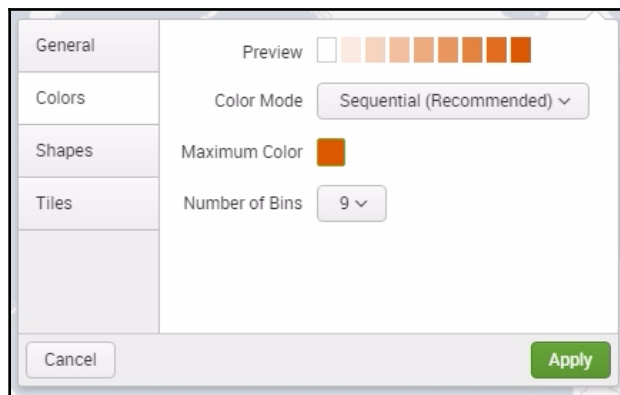 General
Colors
Shapes
Tiles
Preview
Color Mode Sequential (Recommended)
Maximum Color
Number of Bins 9
Cancel
Apply